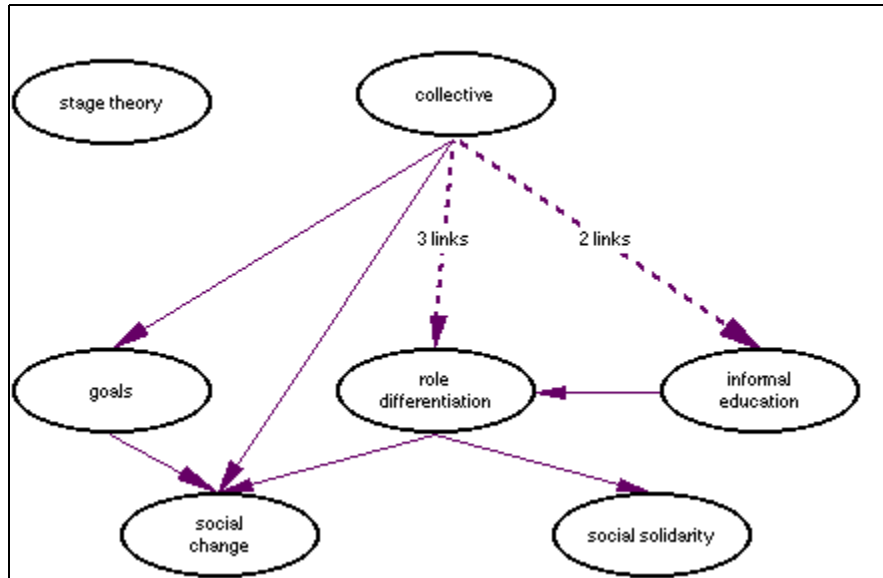 stage theory
collective
3 links
2 links
goals
role
differentiation
informal
education
social
change
social solidarity